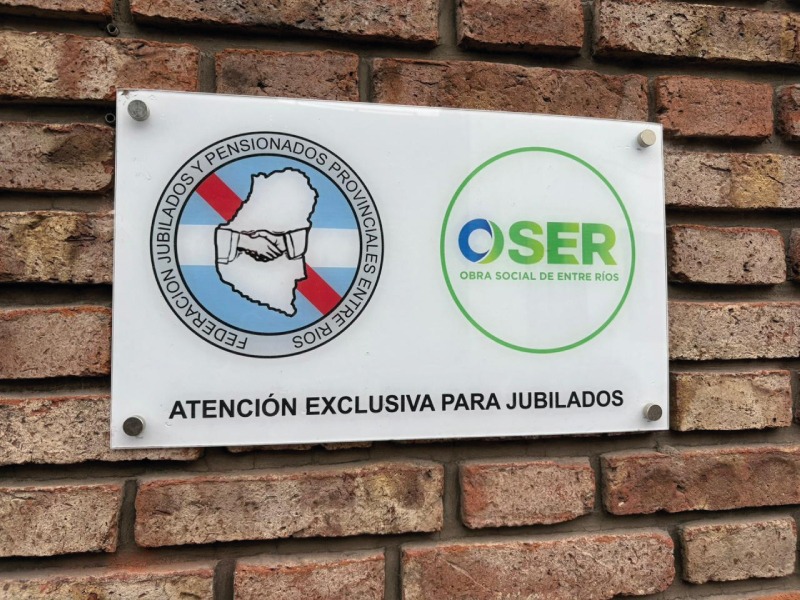 FEDERACION JUBILADOS Y PENSIONADOS PROVINCIALES ENTRE RIOS
OSER
OBRA SOCIAL DE ENTRE RÍOS
ATENCIÓN EXCLUSIVA PARA JUBILADOS